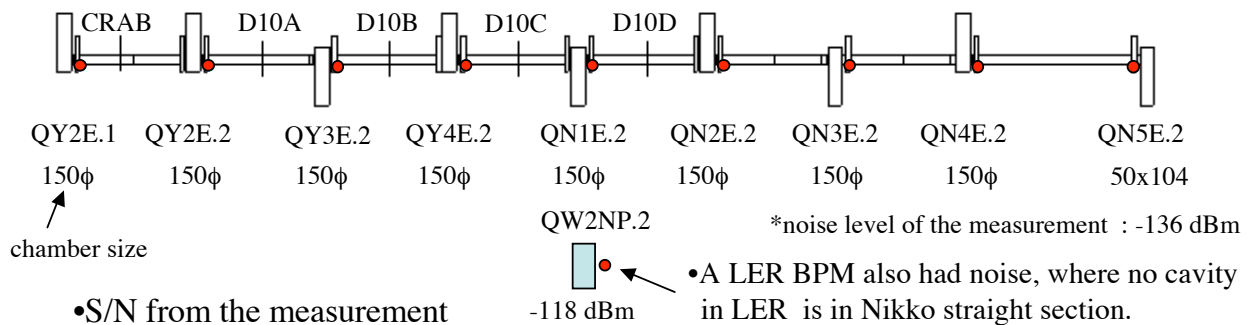 CRAB D10A D10B D10C D10D
QY2E.1 QY2E.2 QY3E.2 QY4E.2 QN1E.2 QN2E.2 QN3E.2 QN4E.2 QN5E.2
150ϕ 150ϕ 150ϕ 150ϕ 150ϕ 150ϕ 150ϕ 150ϕ 50x104
chamber size
QW2NP.2
*noise level of the measurement : -136 dBm
-118 dBm
•A LER BPM also had noise, where no cavity
in LER is in Nikko straight section.
•S/N from the measurement